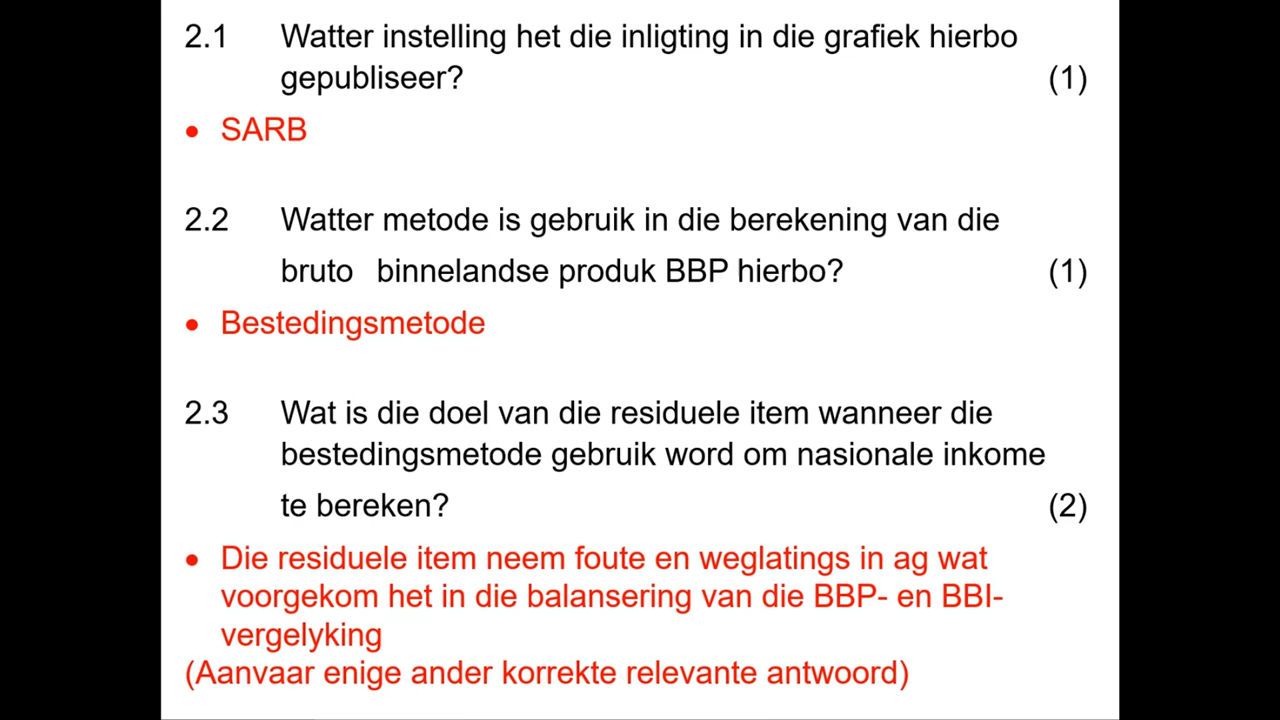 2.1 Watter instelling het die inligting in die grafiek hierbo
gepubliseer? (1)
• SARB
2.2 Watter metode is gebruik in die berekening van die
bruto binnelandse produk BBP hierbo? (1)
• Bestedingsmetode
2.3 Wat is die doel van die residuele item wanneer die
bestedingsmetode gebruik word om nasionale inkome
te bereken? (2)
• Die residuele item neem foute en weglatings in ag wat
voorgekom het in die balansering van die BBP- en BBI-
vergelyking
(Aanvaar enige ander korrekte relevante antwoord)